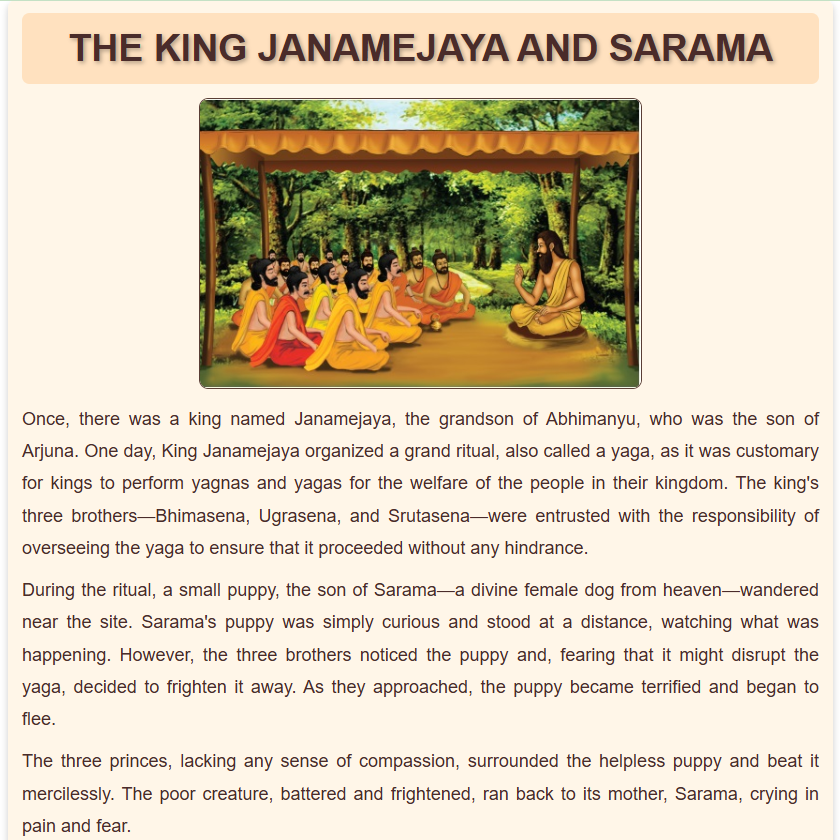 THE KING JANAMEJAYA AND SARAMA
Once, there was a king named Janamejaya, the grandson of Abhimanyu, who was the son of
Arjuna. One day, King Janamejaya organized a grand ritual, also called a yaga, as it was customary
for kings to perform yagnas and yagas for the welfare of the people in their kingdom. The king's
three brothers—Bhimasena, Ugrasena, and Srutasena—were entrusted with the responsibility of
overseeing the yaga to ensure that it proceeded without any hindrance.
During the ritual, a small puppy, the son of Sarama—a divine female dog from heaven—wandered
near the site. Sarama's puppy was simply curious and stood at a distance, watching what was
happening. However, the three brothers noticed the puppy and, fearing that it might disrupt the
yaga, decided to frighten it away. As they approached, the puppy became terrified and began to
flee.
The three princes, lacking any sense of compassion, surrounded the helpless puppy and beat it
mercilessly. The poor creature, battered and frightened, ran back to its mother, Sarama, crying in
pain and fear.